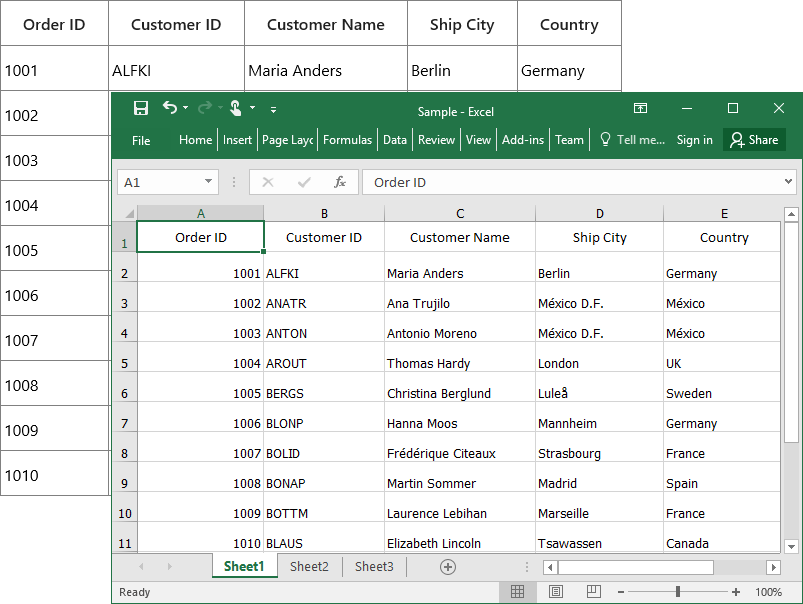 Order ID Customer ID Customer Name Ship City Country
1001 ALFKI Maria Anders Berlin Germany
1002
1003
1004
1005
1006
1007
1008
1009
1010
Sample - Excel
File Home Insert Page Layc Formulas Data Review View Add-ins Team Tell me... Sign in Share
A1 fx Order ID
A B C D E
1 Order ID Customer ID Customer Name Ship City Country
2 1001 ALFKI Maria Anders Berlin Germany
3 1002 ANATR Ana Trujilo México D.F. México
4 1003 ANTON Antonio Moreno México D.F. México
5 1004 AROUT Thomas Hardy London UK
6 1005 BERGS Christina Berglund Luleå Sweden
7 1006 BLONP Hanna Moos Mannheim Germany
8 1007 BOLID Frédérique Citeaux Strasbourg France
9 1008 BONAP Martin Sommer Madrid Spain
10 1009 BOTTM Laurence Lebihan Marseille France
11 1010 BLAUS Elizabeth Lincoln Tsawassen Canada
Sheet1 Sheet2 Sheet3
Ready 100%